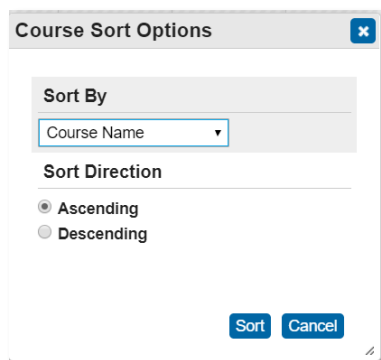 Course Sort Options
Sort By
Course Name
Sort Direction
Ascending
Descending
Sort Cancel